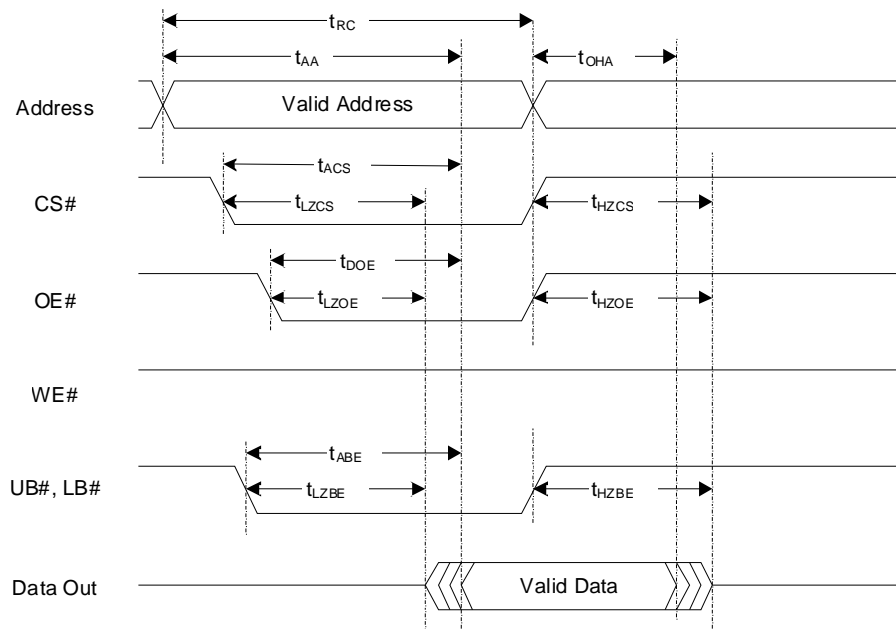 tRC
tAA tOHA
Address Valid Address
tACS
CS# tLZCS tHZCS
tDOE
OE# tLZOE tHZOE
WE#
tABE
UB#, LB# tLZBE tHZBE
Data Out Valid Data